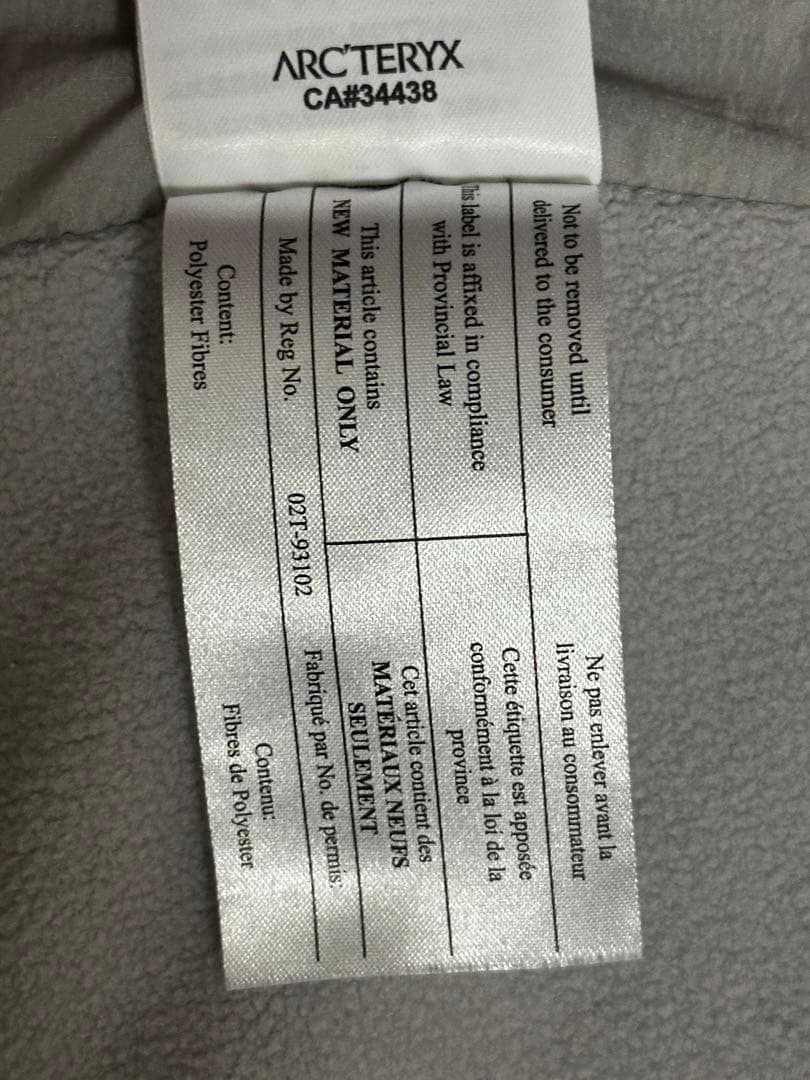 ARC'TERYX
CA#34438
Not to be removed until
delivered to the consumer
Ne pas enlever avant la
livraison au consommateur
This label is affixed in compliance
with Provincial Law
Cette étiquette est apposée
conformément à la loi de la
province
This article contains
NEW MATERIAL ONLY
Cet article contient des
MATÉRIAUX NEUFS
SEULEMENT
Made by Reg No. 02T-93102 Fabriqué par No. de permis:
Content:
Polyester Fibres
Contenu:
Fibres de Polyester